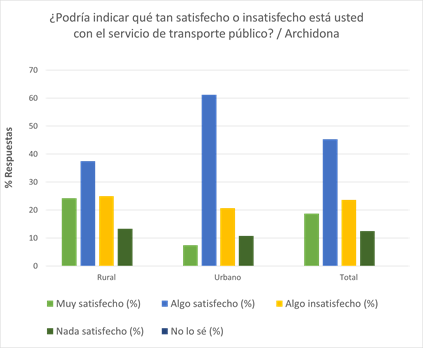 ¿Podría indicar qué tan satisfecho o insatisfecho está usted
con el servicio de transporte público? / Archidona
% Respuestas
70
60
50
40
30
20
10
0
Rural
Urbano
Total
Muy satisfecho (%)
Algo satisfecho (%)
Algo insatisfecho (%)
Nada satisfecho (%)
No lo sé (%)